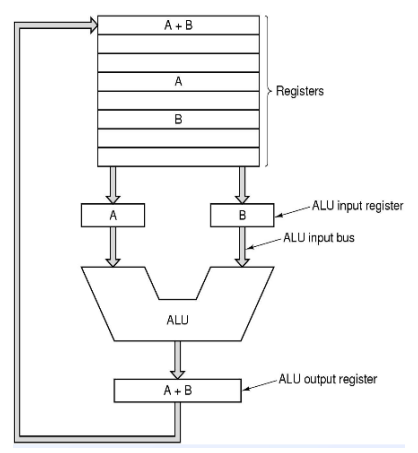 A + B
A
Registers
B
A
B
ALU input register
ALU input bus
ALU
A + B
ALU output register